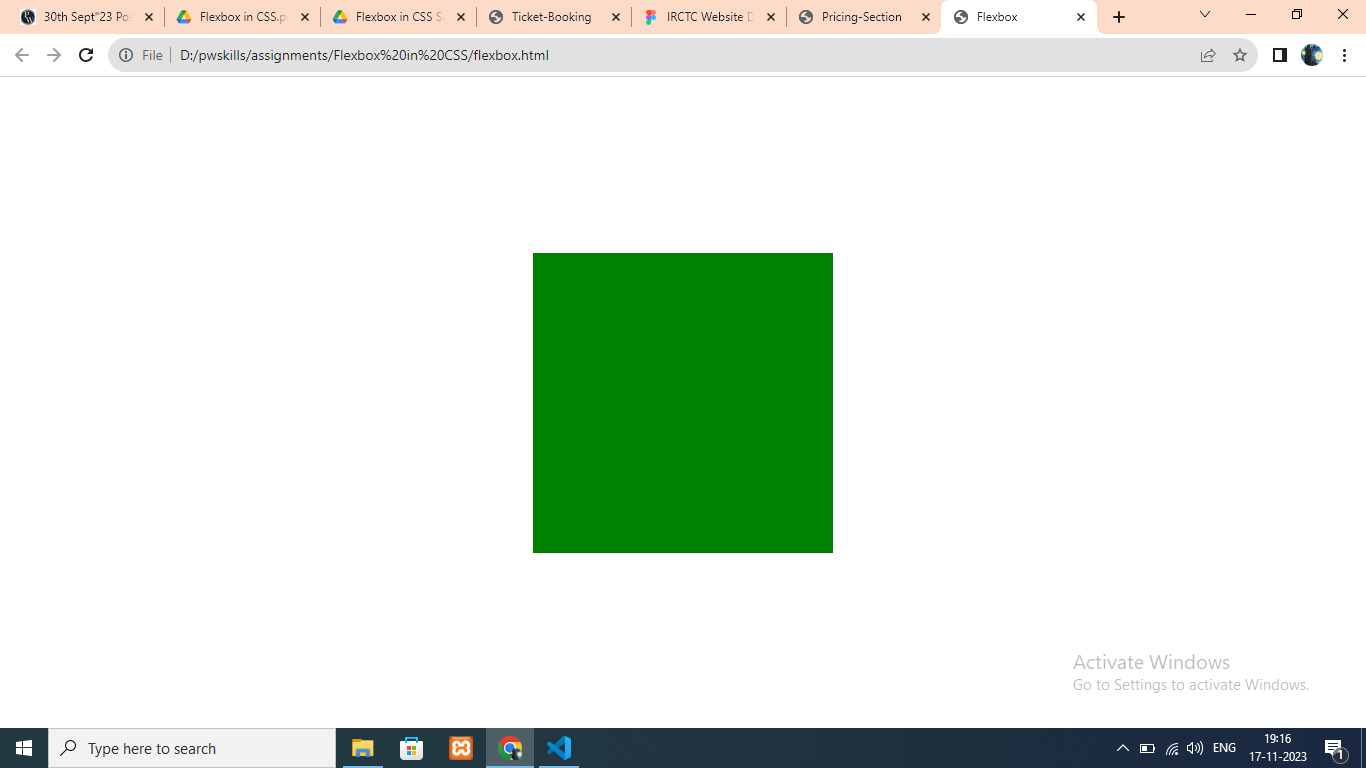 30th Sept"23 Po
Flexbox in CSS.p
Flexbox in CSS S
Ticket-Booking
IRCTC Website D
Pricing-Section
Flexbox
File
D:/pwskills/assignments/Flexbox%20in%20CSS/flexbox.html
Activate Windows
Go to Settings to activate Windows.
Type here to search
ENG
19:16
17-11-2023
1